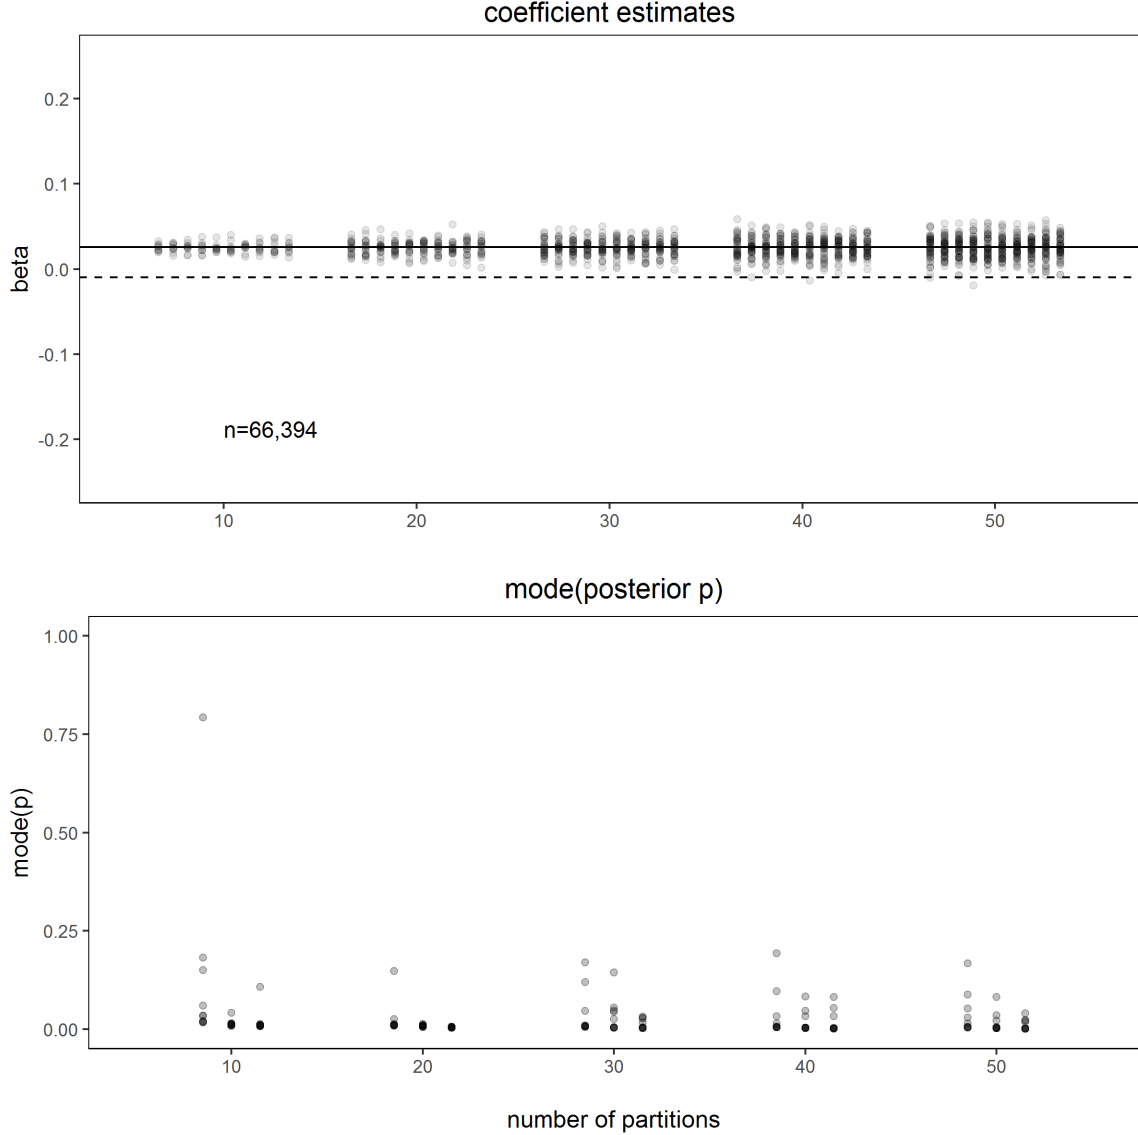 coefficient estimates
0.2
0.1
0.0
-0.1
-0.2
beta
n=66,394
10 20 30 40 50
mode(posterior p)
1.00
0.75
0.50
0.25
0.00
mode(p)
10 20 30 40 50
number of partitions